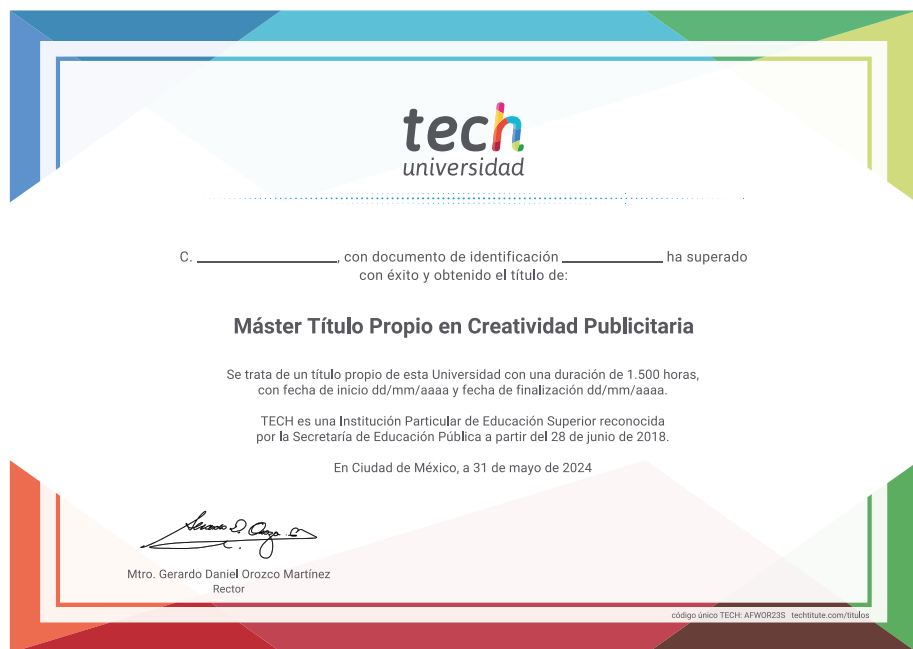 tech
universidad
C. ____________, con documento de identificación ____________ ha superado
con éxito y obtenido el título de:
Máster Título Propio en Creatividad Publicitaria
Se trata de un título propio de esta Universidad con una duración de 1.500 horas,
con fecha de inicio dd/mm/aaaa y fecha de finalización dd/mm/aaaa.
TECH es una Institución Particular de Educación Superior reconocida
por la Secretaría de Educación Pública a partir del 28 de junio de 2018.
En Ciudad de México, a 31 de mayo de 2024
Mtro. Gerardo Daniel Orozco Martínez
Rector
código único TECH: AFWOR23S techtitute.com/titulos